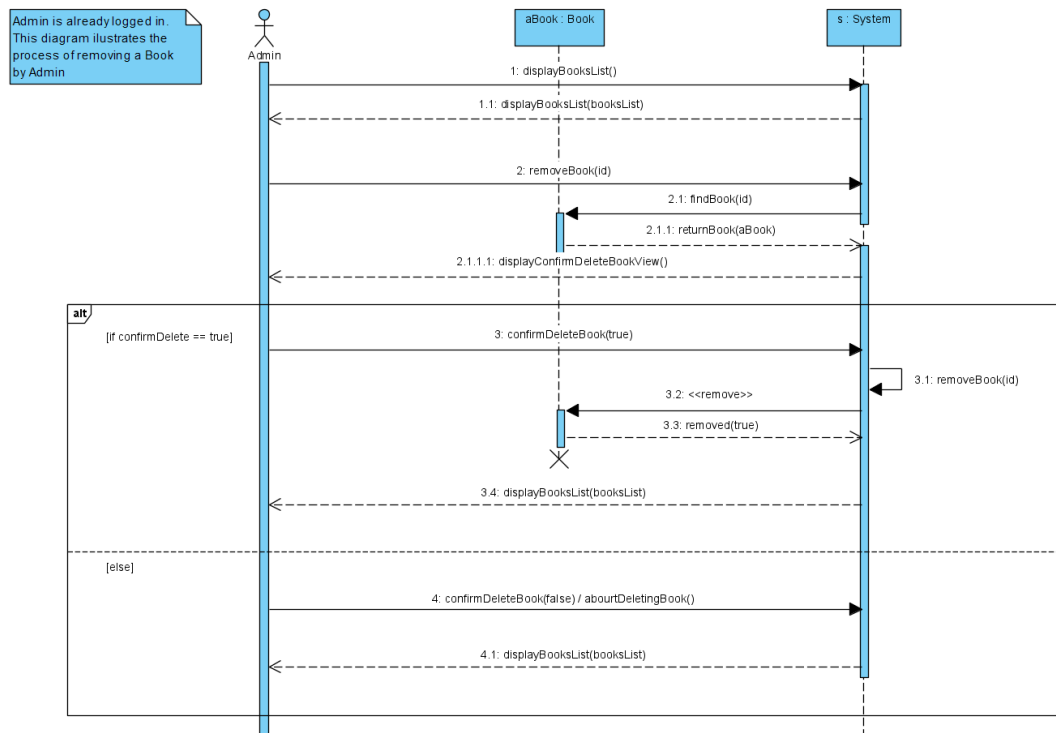 Admin is already logged in.
This diagram ilustrates the
process of removing a Book
by Admin
Admin
aBook : Book
s : System
1: displayBooksList()
1.1: displayBooksList(booksList)
2: removeBook(id)
2.1: findBook(id)
2.1.1: returnBook(aBook)
2.1.1.1: displayConfirmDeleteBookView()
alt
[if confirmDelete == true]
3: confirmDeleteBook(true)
3.1: removeBook(id)
3.2: <<remove>>
3.3: removed(true)
3.4: displayBooksList(booksList)
[else]
4: confirmDeleteBook(false) / abourtDeletingBook()
4.1: displayBooksList(booksList)